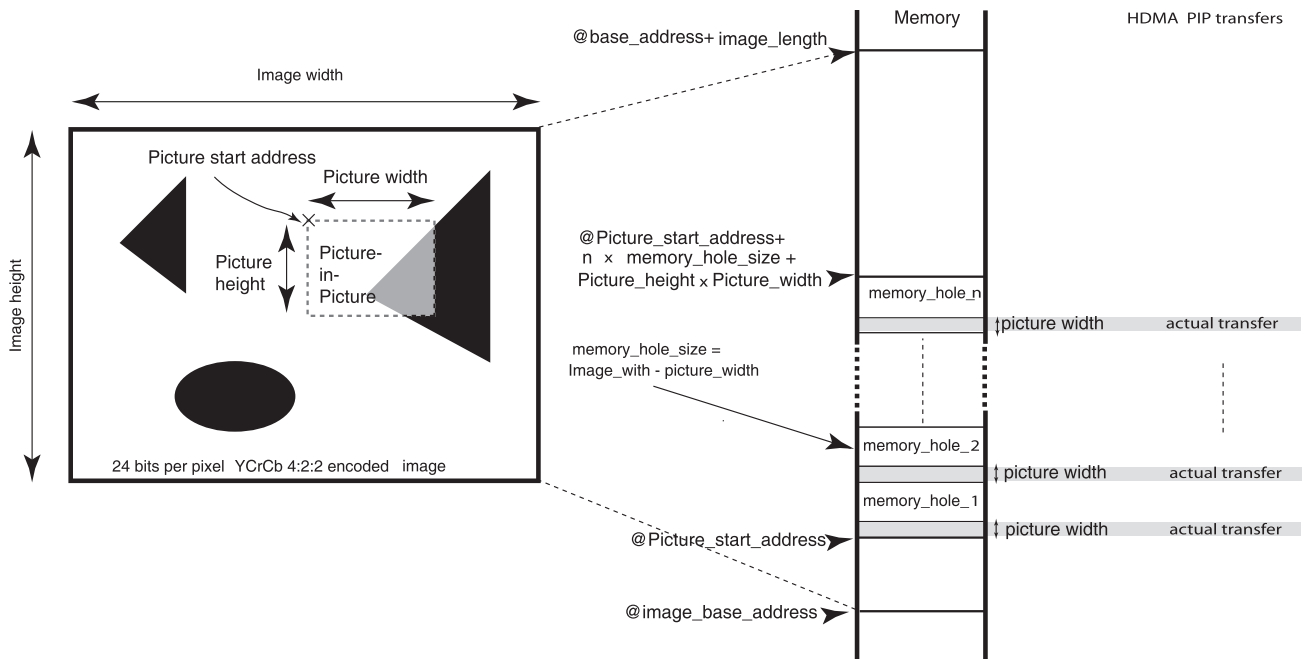 Memory
HDMA PIP transfers
@base_address+ image_length
Image width
Picture start address
Picture width
Image height
Picture
height
Picture-
in-
Picture
@Picture_start_address+
n x memory_hole_size +
Picture_height x Picture_width
memory_hole_n
picture width
actual transfer
memory_hole_size =
Image_with - picture_width
memory_hole_2
24 bits per pixel YCrCb 4:2:2 encoded image
picture width
actual transfer
memory_hole_1
picture width
actual transfer
@Picture_start_address
@image_base_address